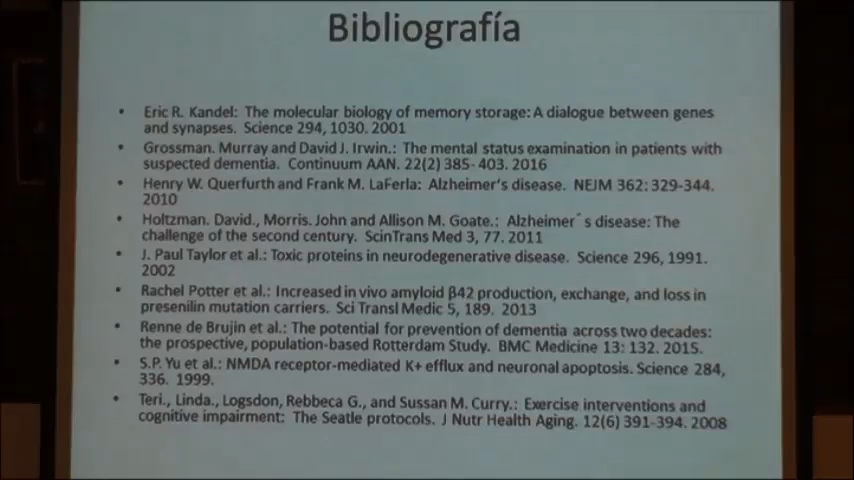 Bibliografía
• Eric R. Kandel: The molecular biology of memory storage: A dialogue between genes
and synapses. Science 294, 1030. 2001
• Grossman. Murray and David J. Irwin.: The mental status examination in patients with
suspected dementia. Continuum AAN. 22(2) 385- 403. 2016
• Henry W. Querfurth and Frank M. LaFerla: Alzheimer's disease. NEJM 362: 329-344.
2010
• Holtzman. David., Morris. John and Allison M. Goate.: Alzheimer´s disease: The
challenge of the second century. ScinTrans Med 3, 77. 2011
• J. Paul Taylor et al.: Toxic proteins in neurodegenerative disease. Science 296, 1991.
2002
• Rachel Potter et al.: Increased in vivo amyloid β42 production, exchange, and loss in
presenilin mutation carriers. Sci Transl Medic 5, 189. 2013
• Renne de Brujin et al.: The potential for prevention of dementia across two decades:
the prospective, population-based Rotterdam Study. BMC Medicine 13: 132. 2015.
• S.P. Yu et al.: NMDA receptor-mediated K+ efflux and neuronal apoptosis. Science 284,
336. 1999.
• Teri., Linda., Logsdon, Rebbeca G., and Sussan M. Curry.: Exercise interventions and
cognitive impairment: The Seatle protocols. J Nutr Health Aging. 12(6) 391-394. 2008